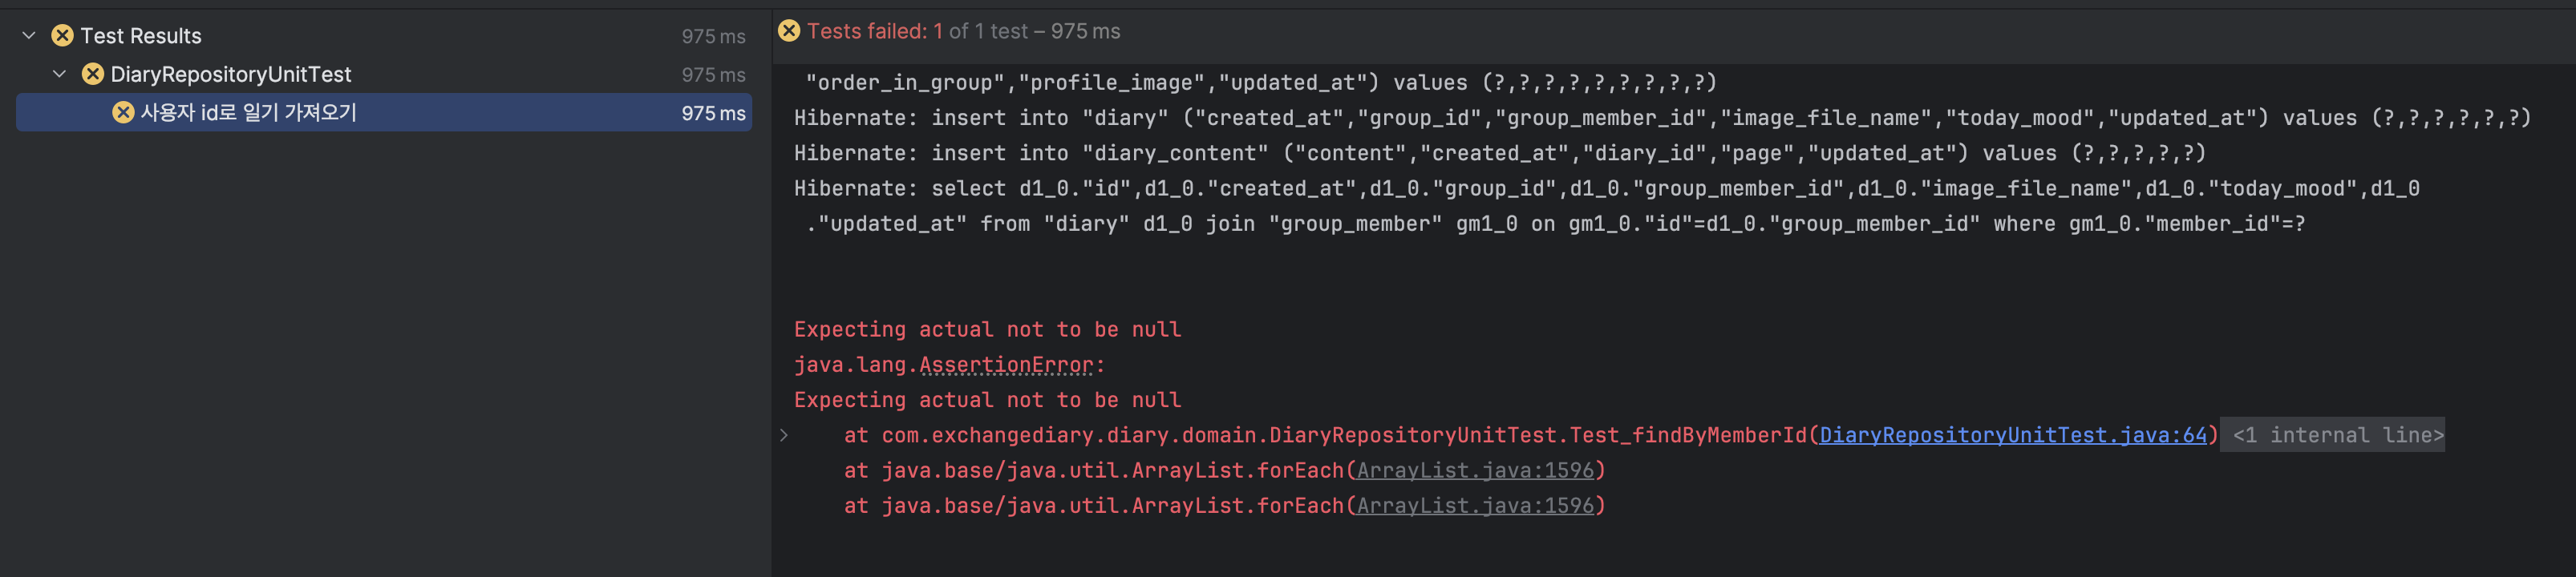 Test Results 975 ms
DiaryRepositoryUnitTest 975 ms
사용자 id로 일기 가져오기 975 ms
Tests failed: 1 of 1 test – 975 ms
"order_in_group","profile_image","updated_at") values (?,?,?,?,?,?,?,?,?)
Hibernate: insert into "diary" ("created_at","group_id","group_member_id","image_file_name","today_mood","updated_at") values (?,?,?,?,?,?)
Hibernate: insert into "diary_content" ("content","created_at","diary_id","page","updated_at") values (?,?,?,?,?)
Hibernate: select d1_0."id",d1_0."created_at",d1_0."group_id",d1_0."group_member_id",d1_0."image_file_name",d1_0."today_mood",d1_0
."updated_at" from "diary" d1_0 join "group_member" gm1_0 on gm1_0."id"=d1_0."group_member_id" where gm1_0."member_id"=?
Expecting actual not to be null
java.lang.AssertionError:
Expecting actual not to be null
at com.exchangediary.diary.domain.DiaryRepositoryUnitTest.Test_findByMemberId(DiaryRepositoryUnitTest.java:64) <1 internal line>
at java.base/java.util.ArrayList.forEach(ArrayList.java:1596)
at java.base/java.util.ArrayList.forEach(ArrayList.java:1596)